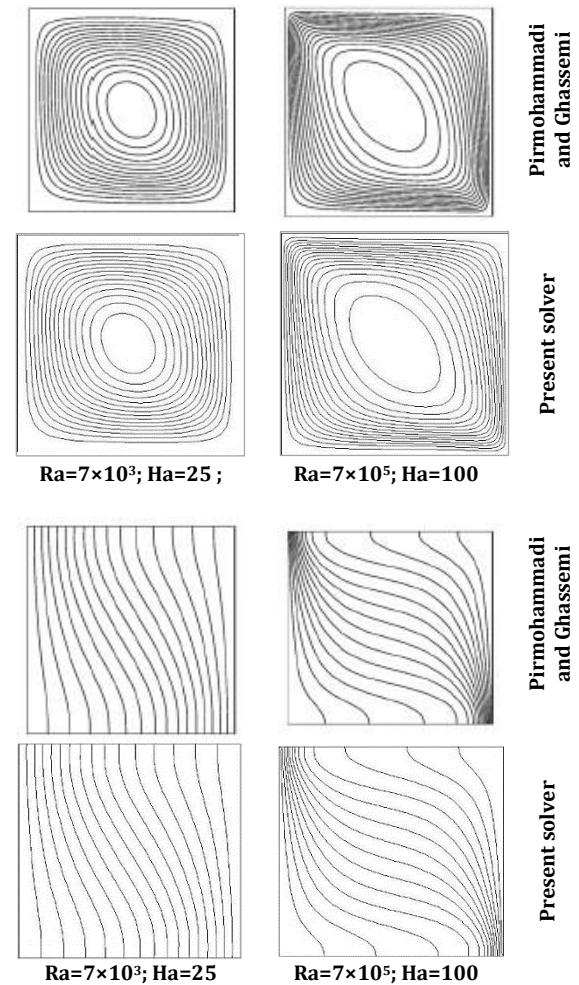 Pirmohammadi
and Ghassemi
Present solver
Ra=7×10³; Ha=25 ;
Ra=7×10⁵; Ha=100
Pirmohammadi
and Ghassemi
Present solver
Ra=7×10³; Ha=25
Ra=7×10⁵; Ha=100